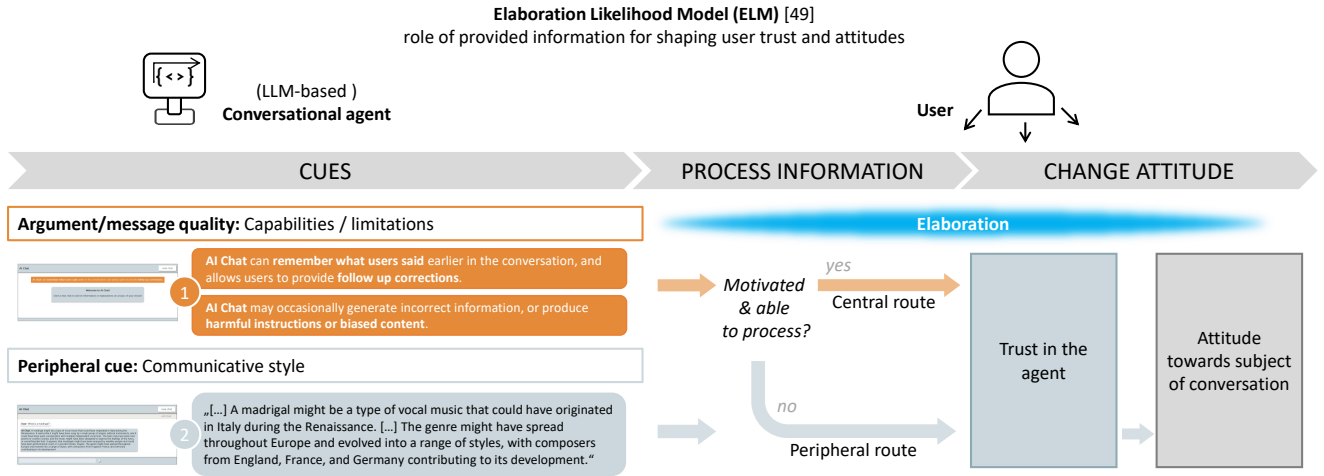 Elaboration Likelihood Model (ELM) [49]
role of provided information for shaping user trust and attitudes
{<>}
(LLM-based )
Conversational agent
User
CUES
PROCESS INFORMATION
CHANGE ATTITUDE
Argument/message quality: Capabilities / limitations
Elaboration
AI Chat
1
AI Chat can remember what users said earlier in the conversation, and
allows users to provide follow up corrections.
AI Chat may occasionally generate incorrect information, or produce
harmful instructions or biased content.
Motivated
& able
to process?
yes
Central route
Trust in the
agent
Attitude
towards subject
of conversation
Peripheral cue: Communicative style
AI Chat
2
„[…] A madrigal might be a type of vocal music that could have originated
in Italy during the Renaissance. […] The genre might have spread
throughout Europe and evolved into a range of styles, with composers
from England, France, and Germany contributing to its development.“
no
Peripheral route